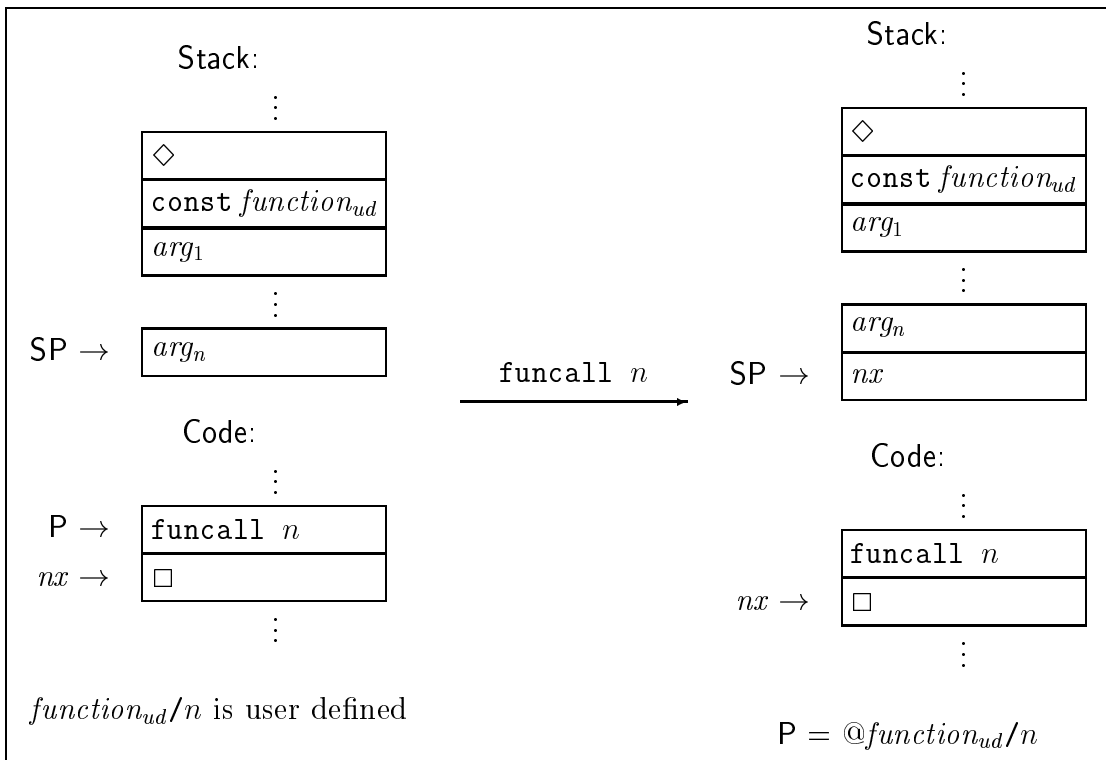 Stack:
⋮
◇
const function_ud
arg_1
⋮
SP → arg_n
Code:
⋮
P → funcall n
nx → □
⋮
function_ud/n is user defined
funcall n
Stack:
⋮
◇
const function_ud
arg_1
⋮
arg_n
SP → nx
Code:
⋮
funcall n
nx → □
⋮
P = @function_ud/n